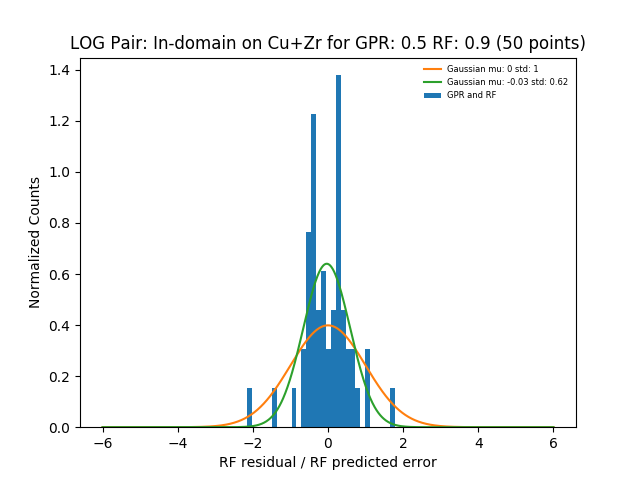 LOG Pair: In-domain on Cu+Zr for GPR: 0.5 RF: 0.9 (50 points)
Gaussian mu: 0 std: 1
Gaussian mu: -0.03 std: 0.62
GPR and RF
Normalized Counts
1.4
1.2
1.0
0.8
0.6
0.4
0.2
0.0
−6 −4 −2 0 2 4 6
RF residual / RF predicted error